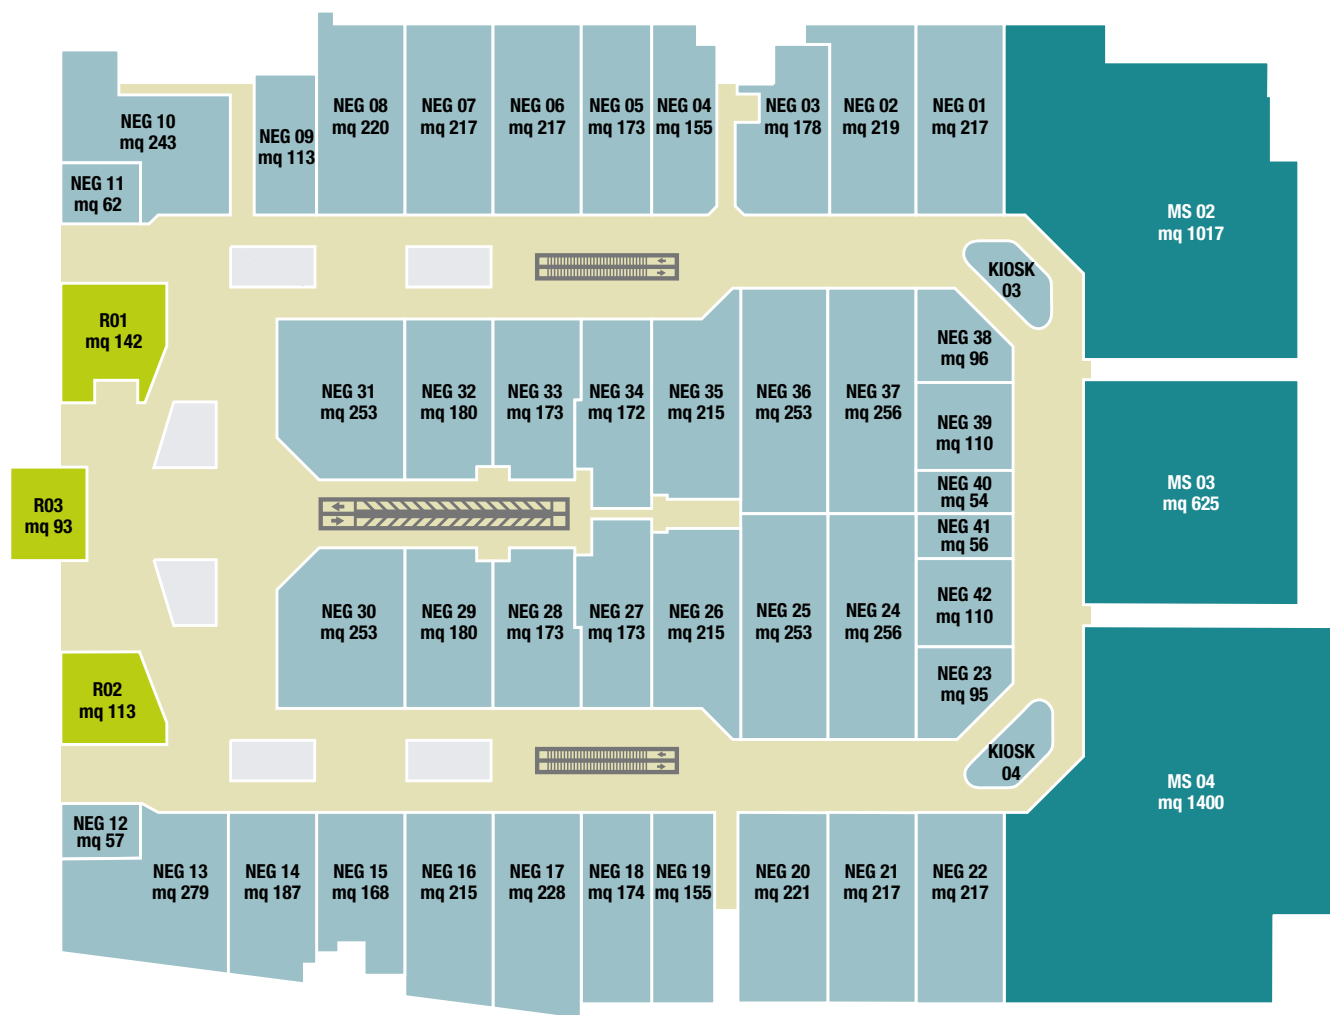 NEG 08
mq 220
NEG 07
mq 217
NEG 06
mq 217
NEG 05
mq 173
NEG 04
mq 155
NEG 03
mq 178
NEG 02
mq 219
NEG 01
mq 217
NEG 10
mq 243
NEG 09
mq 113
NEG 11
mq 62
MS 02
mq 1017
KIOSK
03
R01
mq 142
NEG 31
mq 253
NEG 32
mq 180
NEG 33
mq 173
NEG 34
mq 172
NEG 35
mq 215
NEG 36
mq 253
NEG 37
mq 256
NEG 38
mq 96
NEG 39
mq 110
NEG 40
mq 54
MS 03
mq 625
R03
mq 93
NEG 41
mq 56
NEG 30
mq 253
NEG 29
mq 180
NEG 28
mq 173
NEG 27
mq 173
NEG 26
mq 215
NEG 25
mq 253
NEG 24
mq 256
NEG 42
mq 110
NEG 23
mq 95
R02
mq 113
KIOSK
04
MS 04
mq 1400
NEG 12
mq 57
NEG 13
mq 279
NEG 14
mq 187
NEG 15
mq 168
NEG 16
mq 215
NEG 17
mq 228
NEG 18
mq 174
NEG 19
mq 155
NEG 20
mq 221
NEG 21
mq 217
NEG 22
mq 217